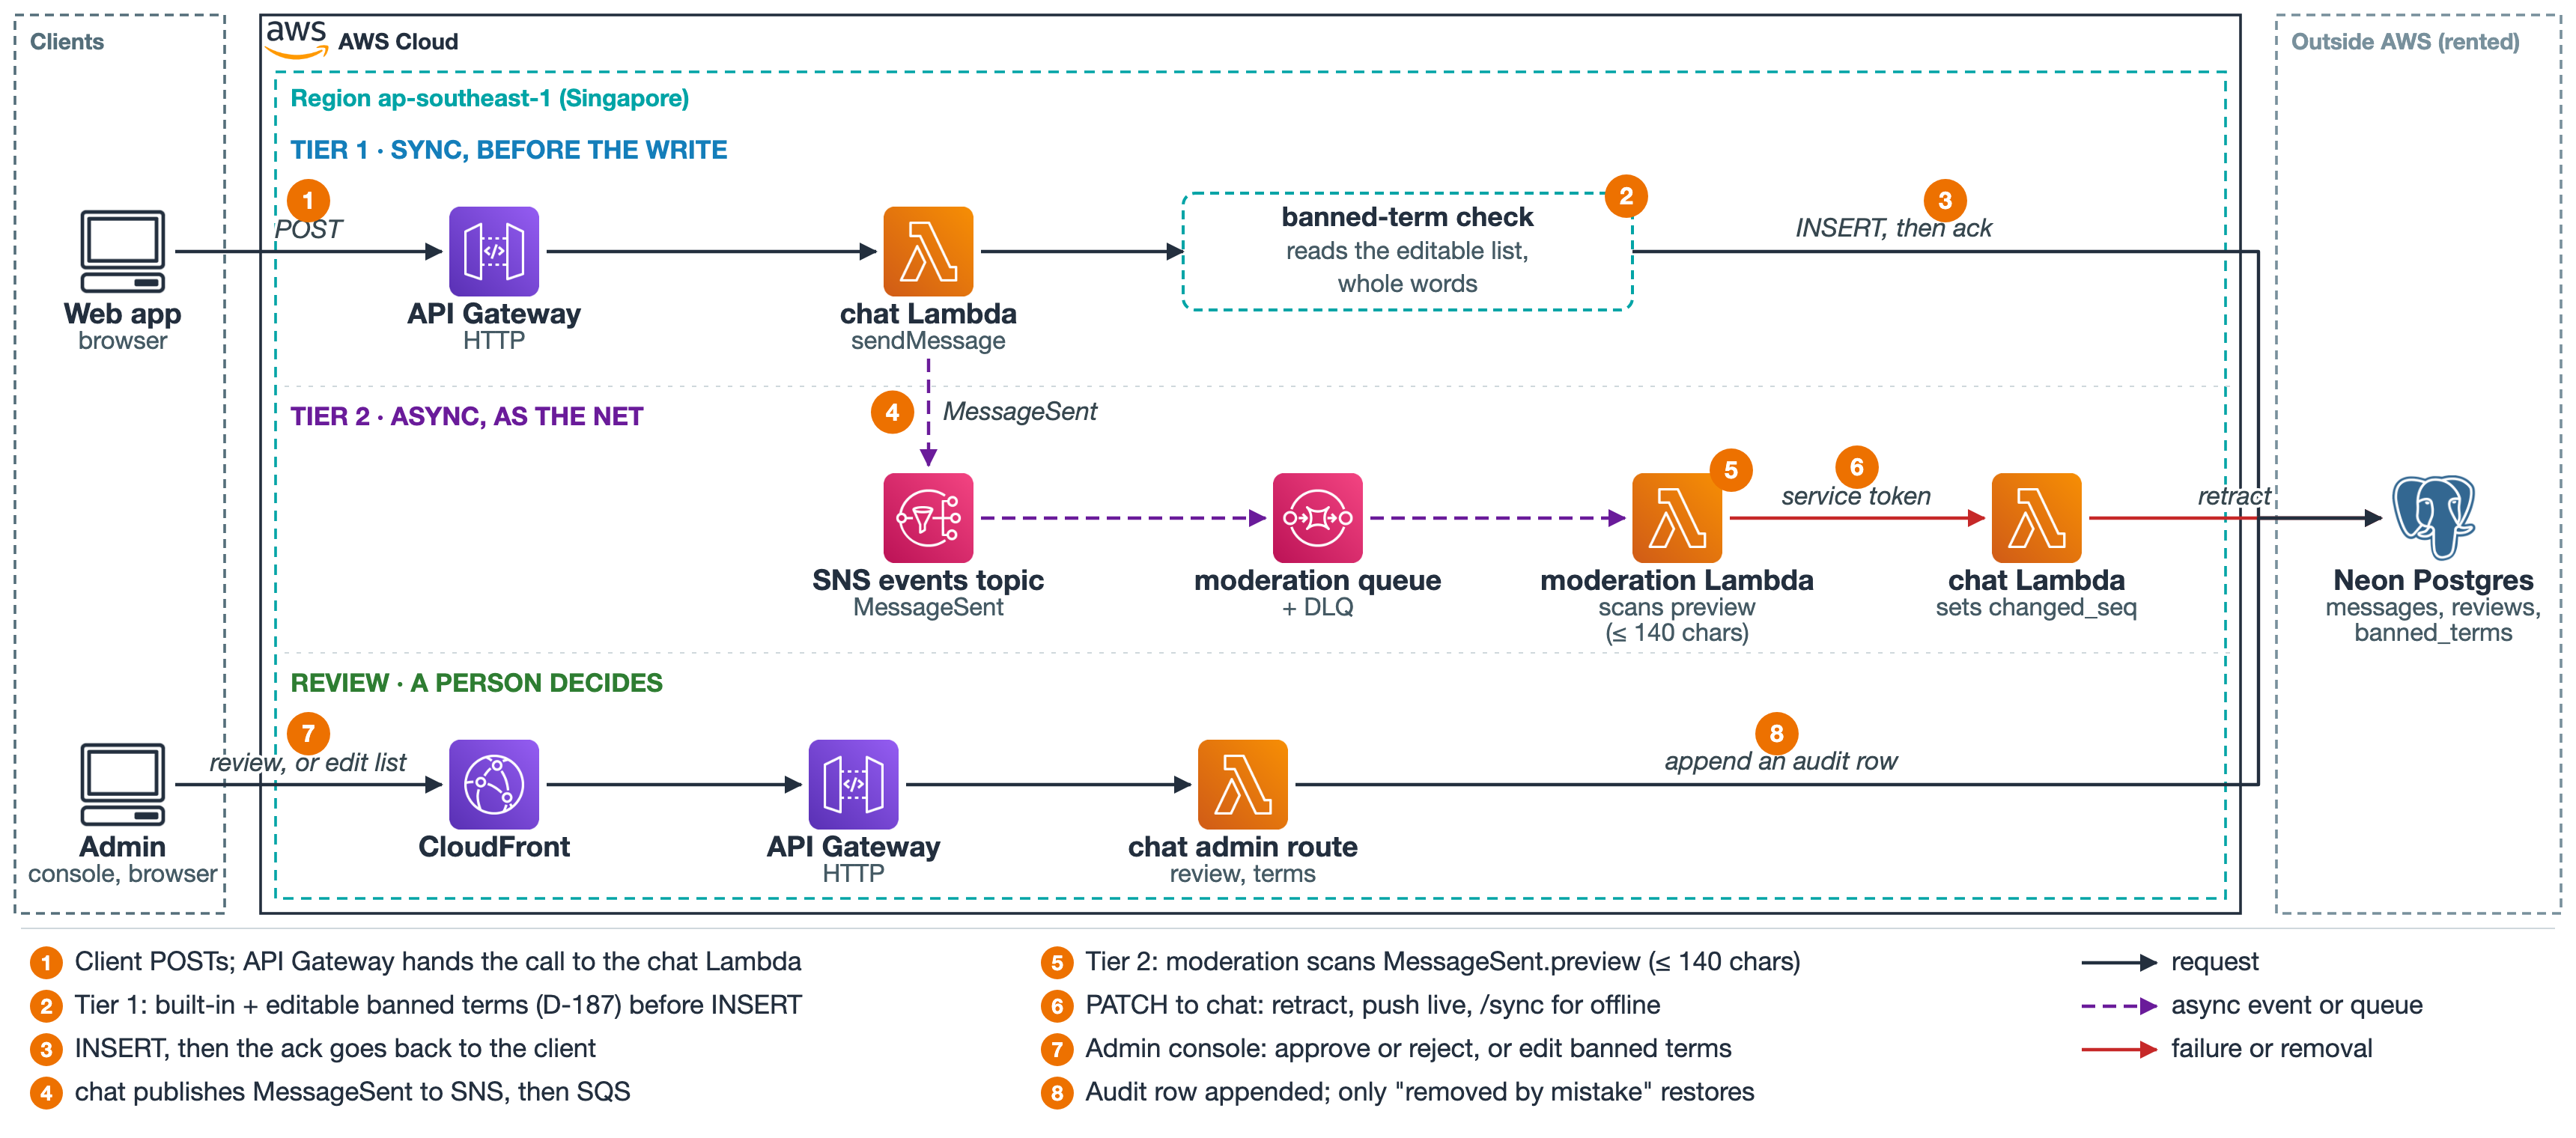 Clients
aws
AWS Cloud
Outside AWS (rented)
Region ap-southeast-1 (Singapore)
TIER 1 · SYNC, BEFORE THE WRITE
1
POST
2
3
INSERT, then ack
banned-term check
reads the editable list,
whole words
Web app
browser
API Gateway
HTTP
chat Lambda
sendMessage
TIER 2 · ASYNC, AS THE NET
4
MessageSent
5
6
service token
retract
SNS events topic
MessageSent
moderation queue
+ DLQ
moderation Lambda
scans preview
(≤ 140 chars)
chat Lambda
sets changed_seq
Neon Postgres
messages, reviews,
banned_terms
REVIEW · A PERSON DECIDES
7
review, or edit list
8
append an audit row
Admin
console, browser
CloudFront
API Gateway
HTTP
chat admin route
review, terms
1 Client POSTs; API Gateway hands the call to the chat Lambda
2 Tier 1: built-in + editable banned terms (D-187) before INSERT
3 INSERT, then the ack goes back to the client
4 chat publishes MessageSent to SNS, then SQS
5 Tier 2: moderation scans MessageSent.preview (≤ 140 chars)
6 PATCH to chat: retract, push live, /sync for offline
7 Admin console: approve or reject, or edit banned terms
8 Audit row appended; only "removed by mistake" restores
request
async event or queue
failure or removal